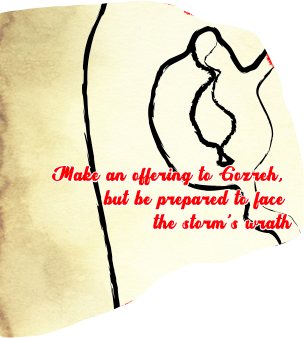 Make an offering to Gozreh,
but be prepared to face
the storm's wrath